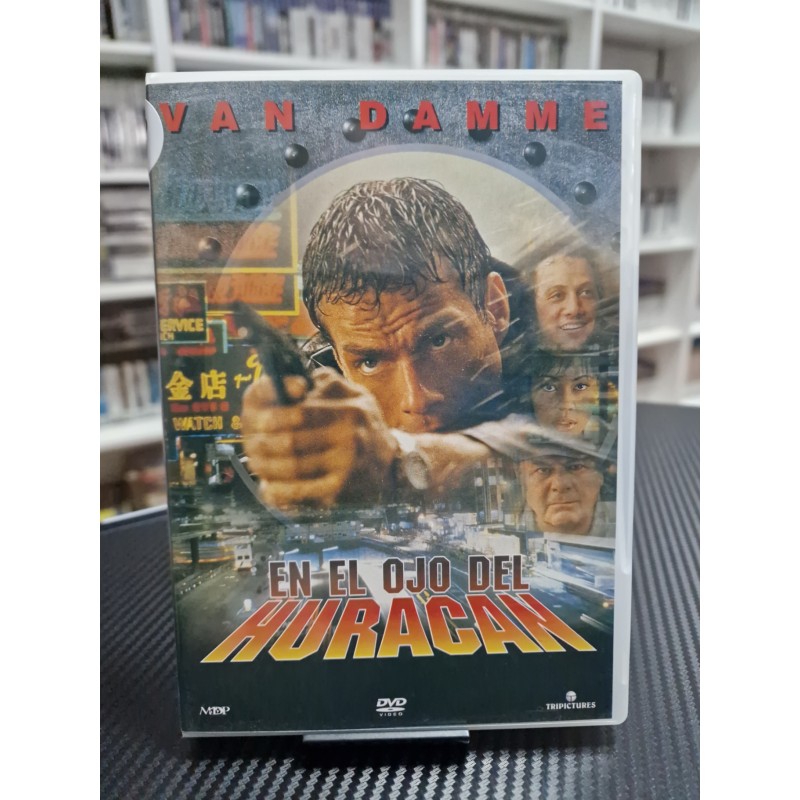 VAN DAMME
ERVICE
金店
WATCH &
EN EL OJO DEL
HURACAN
MDP
DVD
VIDEO
TRIPICTURES